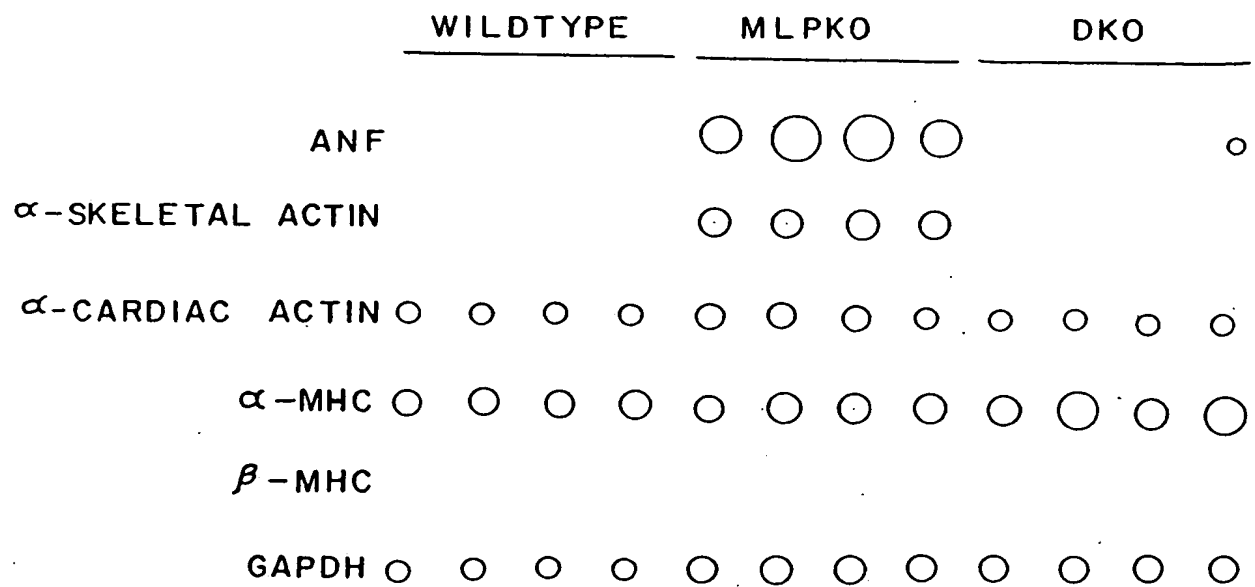 WILDTYPE MLPKO DKO
ANF
α-SKELETAL ACTIN
α-CARDIAC ACTIN
α-MHC
β-MHC
GAPDH